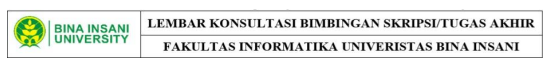 BINA INSANI
UNIVERSITY
LEMBAR KONSULTASI BIMBINGAN SKRIPSI/TUGAS AKHIR
FAKULTAS INFORMATIKA UNIVERISTAS BINA INSANI